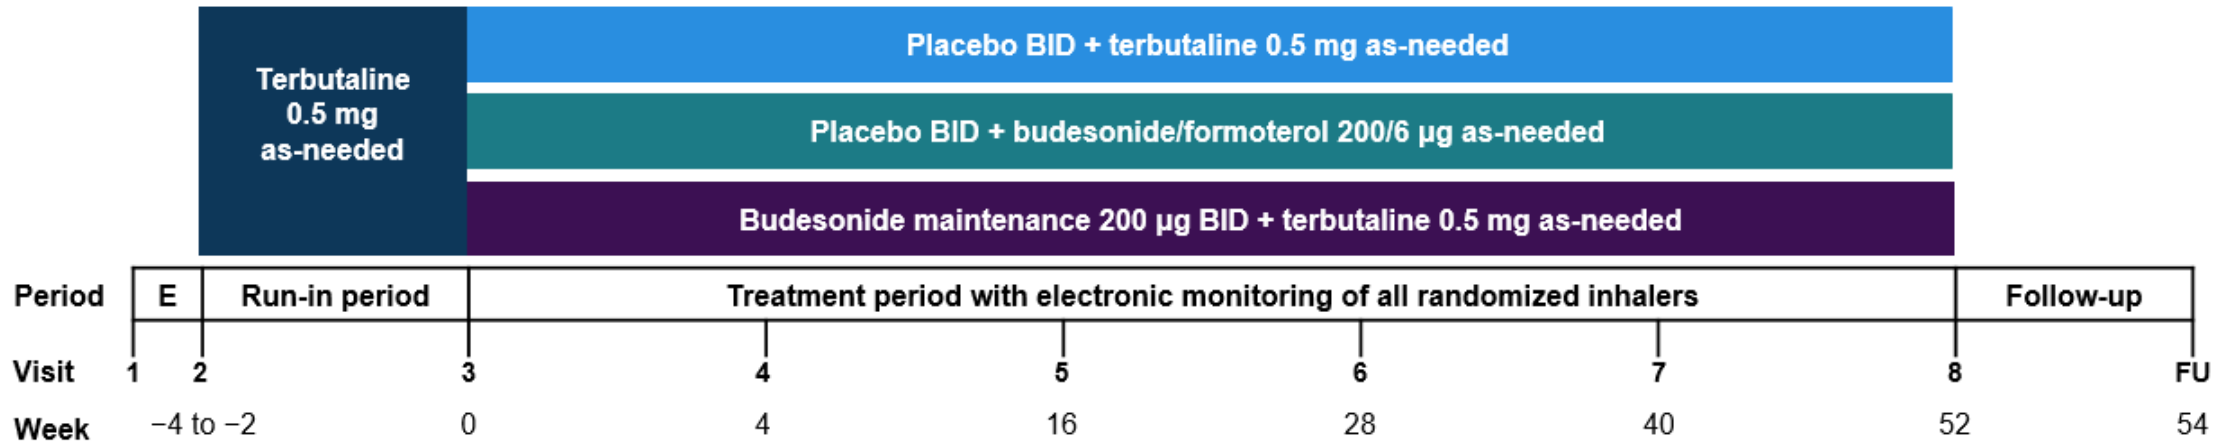 Terbutaline
0.5 mg
as-needed
Placebo BID + terbutaline 0.5 mg as-needed
Placebo BID + budesonide/formoterol 200/6 μg as-needed
Budesonide maintenance 200 μg BID + terbutaline 0.5 mg as-needed
Period E Run-in period Treatment period with electronic monitoring of all randomized inhalers Follow-up
Visit 1 2 3 4 5 6 7 8 FU
Week −4 to −2 0 4 16 28 40 52 54